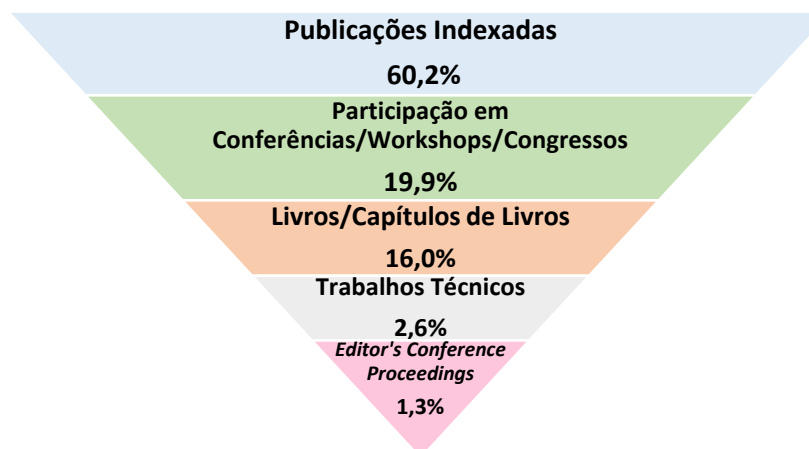 Publicações Indexadas
60,2%
Participação em
Conferências/Workshops/Congressos
19,9%
Livros/Capítulos de Livros
16,0%
Trabalhos Técnicos
2,6%
Editor's Conference
Proceedings
1,3%